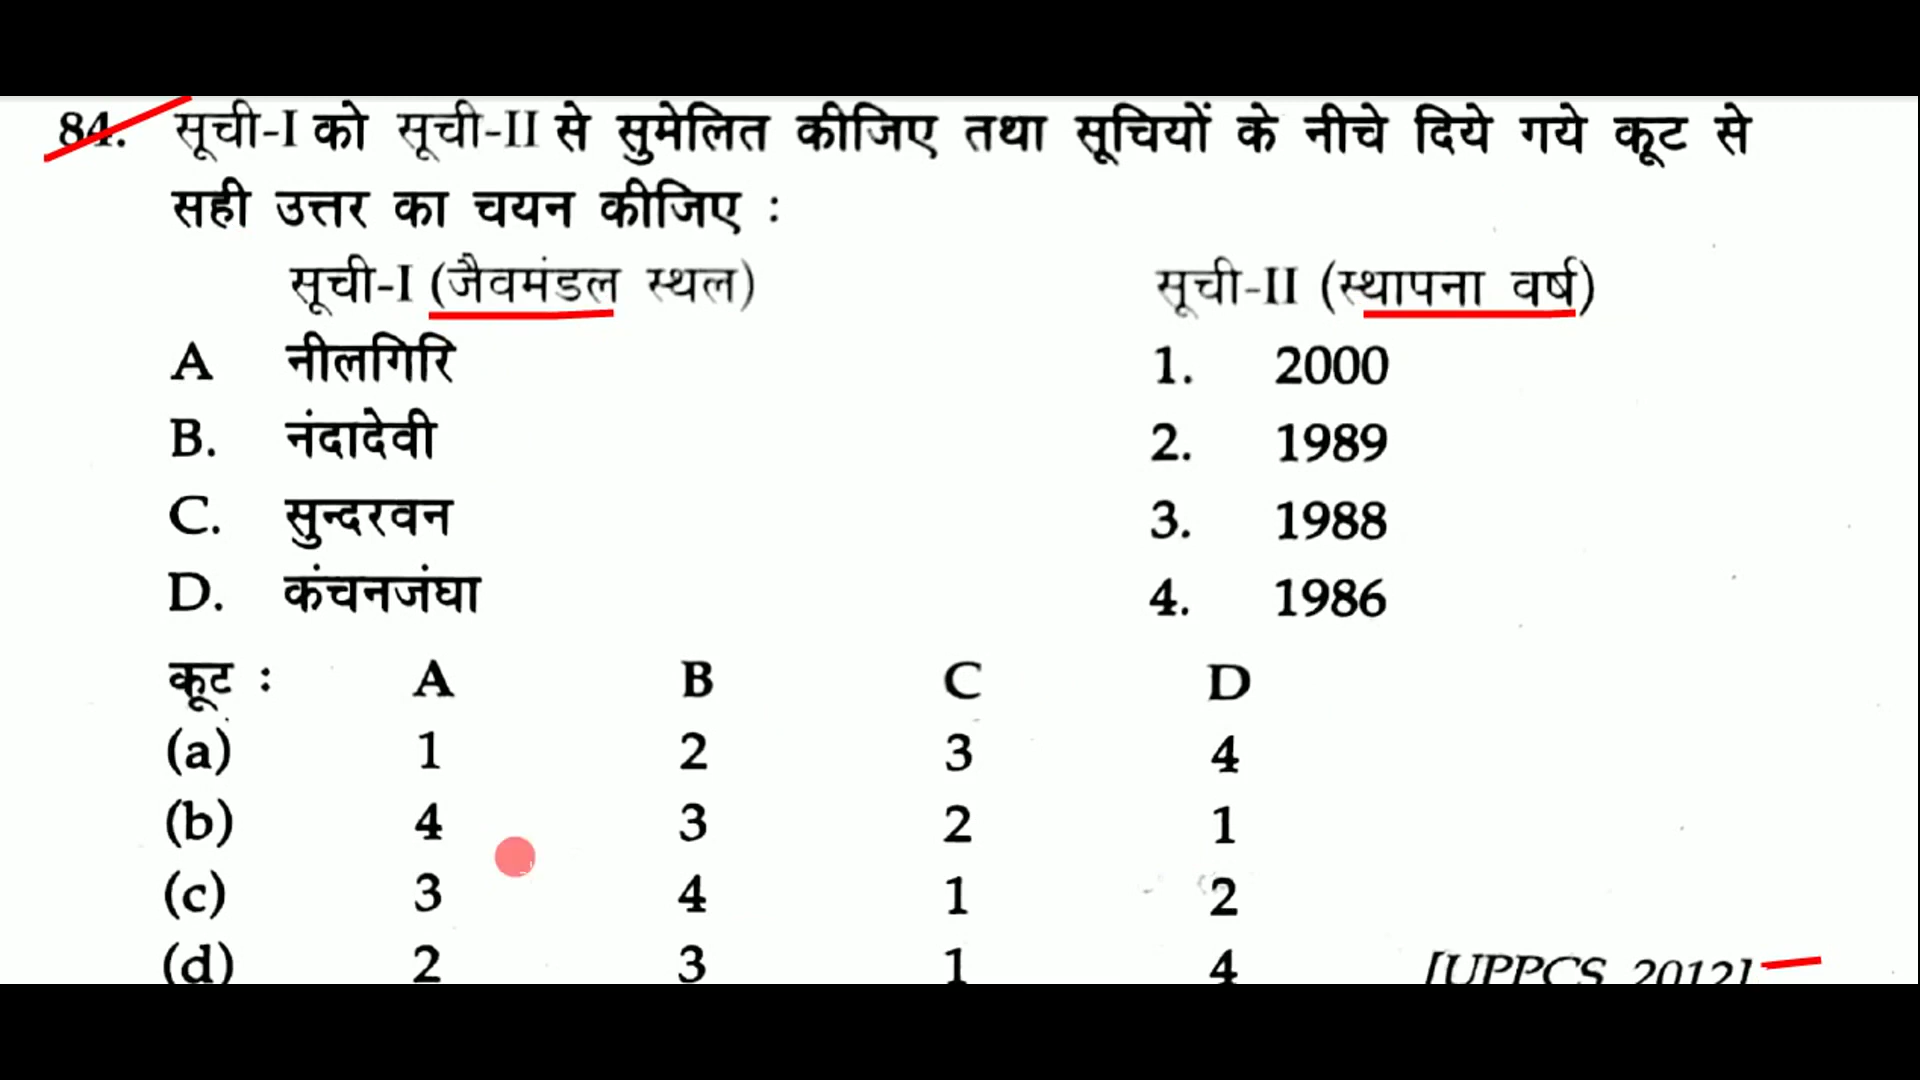 84. सूची-I को सूची-II से सुमेलित कीजिए तथा सूचियों के नीचे दिये गये कूट से
सही उत्तर का चयन कीजिए :
सूची-I (जैवमंडल स्थल) सूची-II (स्थापना वर्ष)
A नीलगिरि 1. 2000
B. नंदादेवी 2. 1989
C. सुन्दरवन 3. 1988
D. कंचनजंघा 4. 1986
कूट : A B C D
(a) 1 2 3 4
(b) 4 3 2 1
(c) 3 4 1 2
(d) 2 3 1 4 [UPPCS 2012]